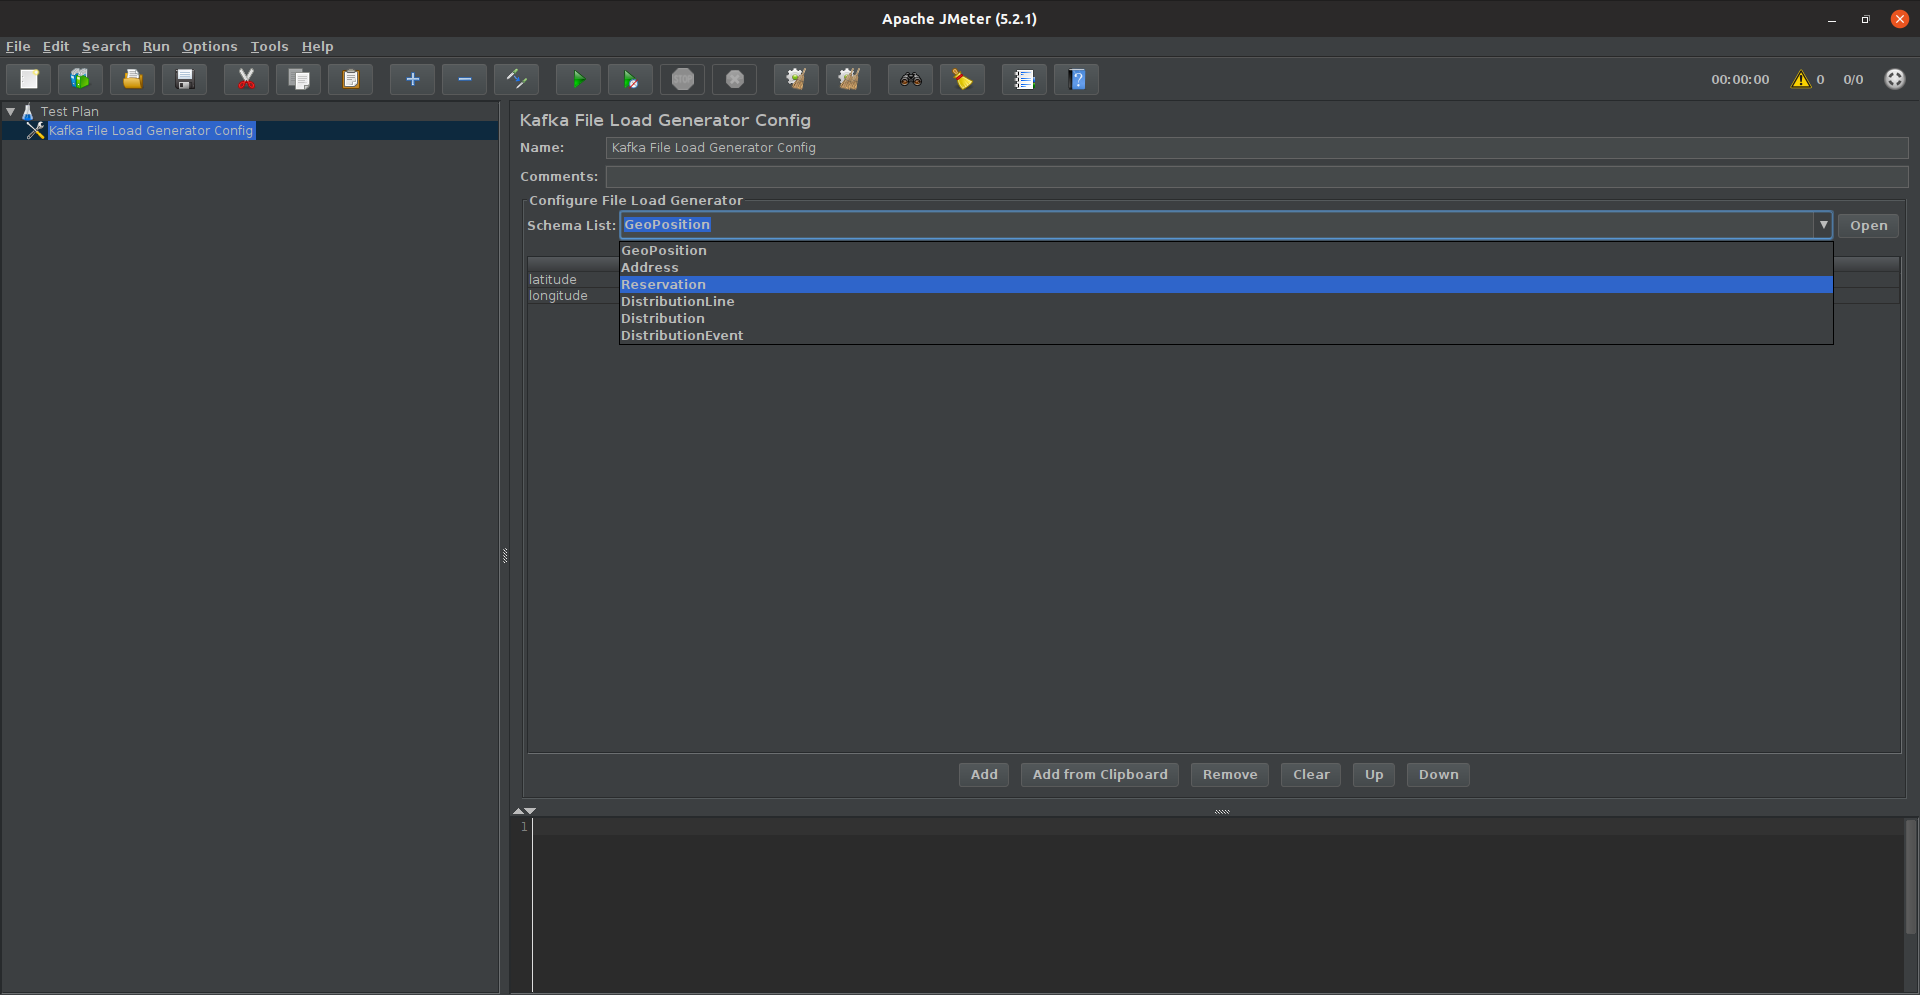 Apache JMeter (5.2.1)
File Edit Search Run Options Tools Help
STOP
?
00:00:00
0
0/0
Test Plan
Kafka File Load Generator Config
Kafka File Load Generator Config
Name: Kafka File Load Generator Config
Comments:
Configure File Load Generator
Schema List: GeoPosition Open
GeoPosition
Address
Reservation
DistributionLine
Distribution
DistributionEvent
latitude
longitude
Add Add from Clipboard Remove Clear Up Down
1